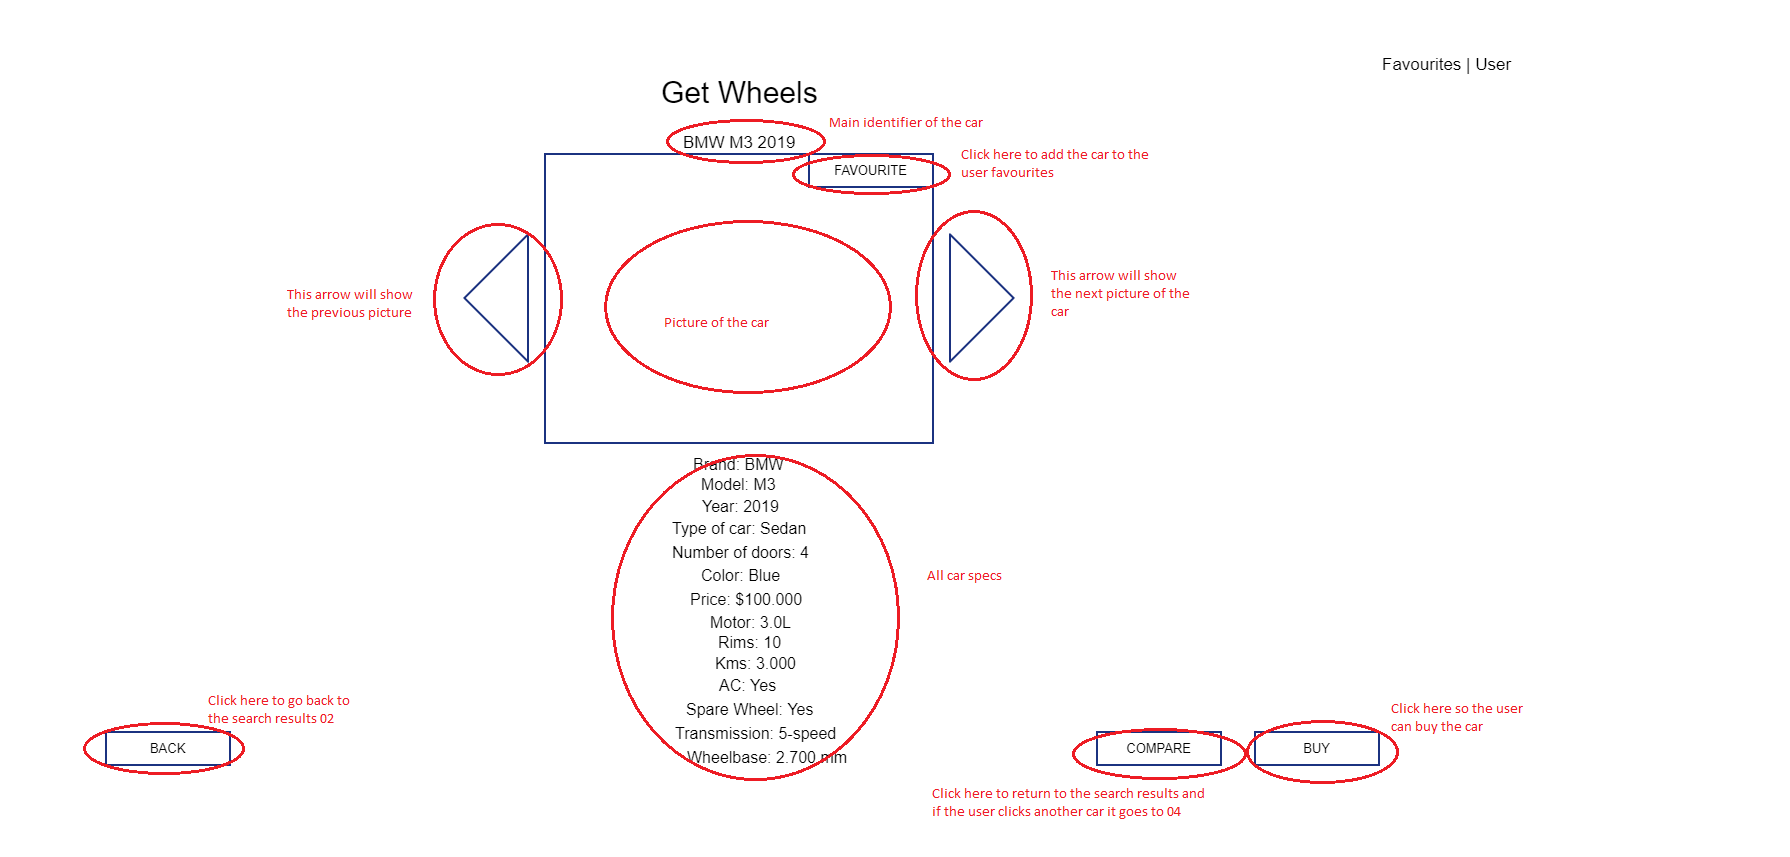 Favourites | User
Get Wheels
Main identifier of the car
BMW M3 2019
Click here to add the car to the
user favourites
FAVOURITE
This arrow will show
the previous picture
Picture of the car
This arrow will show
the next picture of the
car
Brand: BMW
Model: M3
Year: 2019
Type of car: Sedan
Number of doors: 4
Color: Blue
Price: $100.000
Motor: 3.0L
Rims: 10
Kms: 3.000
AC: Yes
Spare Wheel: Yes
Transmission: 5-speed
Wheelbase: 2.700 mm
All car specs
Click here to go back to
the search results 02
BACK
Click here so the user
can buy the car
COMPARE
BUY
Click here to return to the search results and
if the user clicks another car it goes to 04